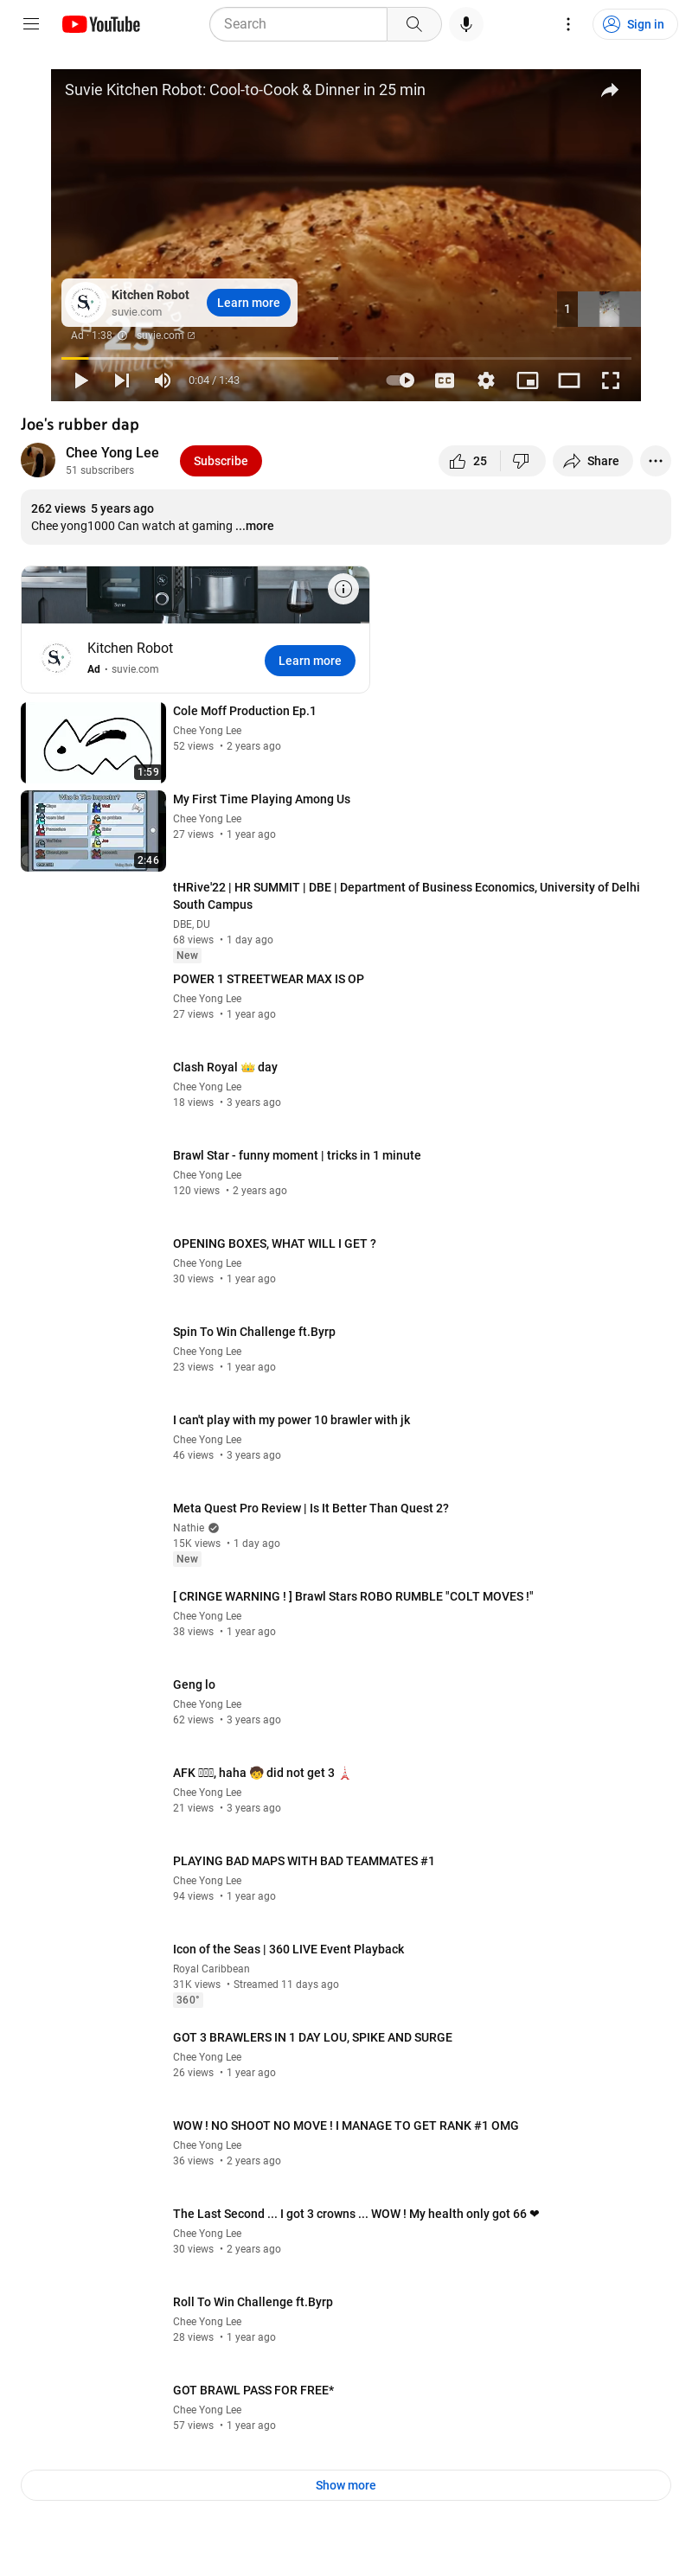 YouTube
Search
Sign in
Suvie Kitchen Robot: Cool-to-Cook & Dinner in 25 min
Kitchen Robot
suvie.com
Learn more
1
25
Ad · 1:38
suvie.com
0:04 / 1:43
CC
Joe's rubber dap
Chee Yong Lee
51 subscribers
Subscribe
25
Share
262 views 5 years ago
Chee yong1000 Can watch at gaming ...more
Kitchen Robot
Ad • suvie.com
Learn more
1:59
Cole Moff Production Ep.1
Chee Yong Lee
52 views • 2 years ago
Who Is The Impostor?
2:46
My First Time Playing Among Us
Chee Yong Lee
27 views • 1 year ago
tHRive'22 | HR SUMMIT | DBE | Department of Business Economics, University of Delhi
South Campus
DBE, DU
68 views • 1 day ago
New
POWER 1 STREETWEAR MAX IS OP
Chee Yong Lee
27 views • 1 year ago
Clash Royal 👑 day
Chee Yong Lee
18 views • 3 years ago
Brawl Star - funny moment | tricks in 1 minute
Chee Yong Lee
120 views • 2 years ago
OPENING BOXES, WHAT WILL I GET ?
Chee Yong Lee
30 views • 1 year ago
Spin To Win Challenge ft.Byrp
Chee Yong Lee
23 views • 1 year ago
I can't play with my power 10 brawler with jk
Chee Yong Lee
46 views • 3 years ago
Meta Quest Pro Review | Is It Better Than Quest 2?
Nathie
15K views • 1 day ago
New
[ CRINGE WARNING ! ] Brawl Stars ROBO RUMBLE "COLT MOVES !"
Chee Yong Lee
38 views • 1 year ago
Geng lo
Chee Yong Lee
62 views • 3 years ago
AFK , haha 🧒 did not get 3 🗼
Chee Yong Lee
21 views • 3 years ago
PLAYING BAD MAPS WITH BAD TEAMMATES #1
Chee Yong Lee
94 views • 1 year ago
Icon of the Seas | 360 LIVE Event Playback
Royal Caribbean
31K views • Streamed 11 days ago
360°
GOT 3 BRAWLERS IN 1 DAY LOU, SPIKE AND SURGE
Chee Yong Lee
26 views • 1 year ago
WOW ! NO SHOOT NO MOVE ! I MANAGE TO GET RANK #1 OMG
Chee Yong Lee
36 views • 2 years ago
The Last Second ... I got 3 crowns ... WOW ! My health only got 66 ❤
Chee Yong Lee
30 views • 2 years ago
Roll To Win Challenge ft.Byrp
Chee Yong Lee
28 views • 1 year ago
GOT BRAWL PASS FOR FREE*
Chee Yong Lee
57 views • 1 year ago
Show more